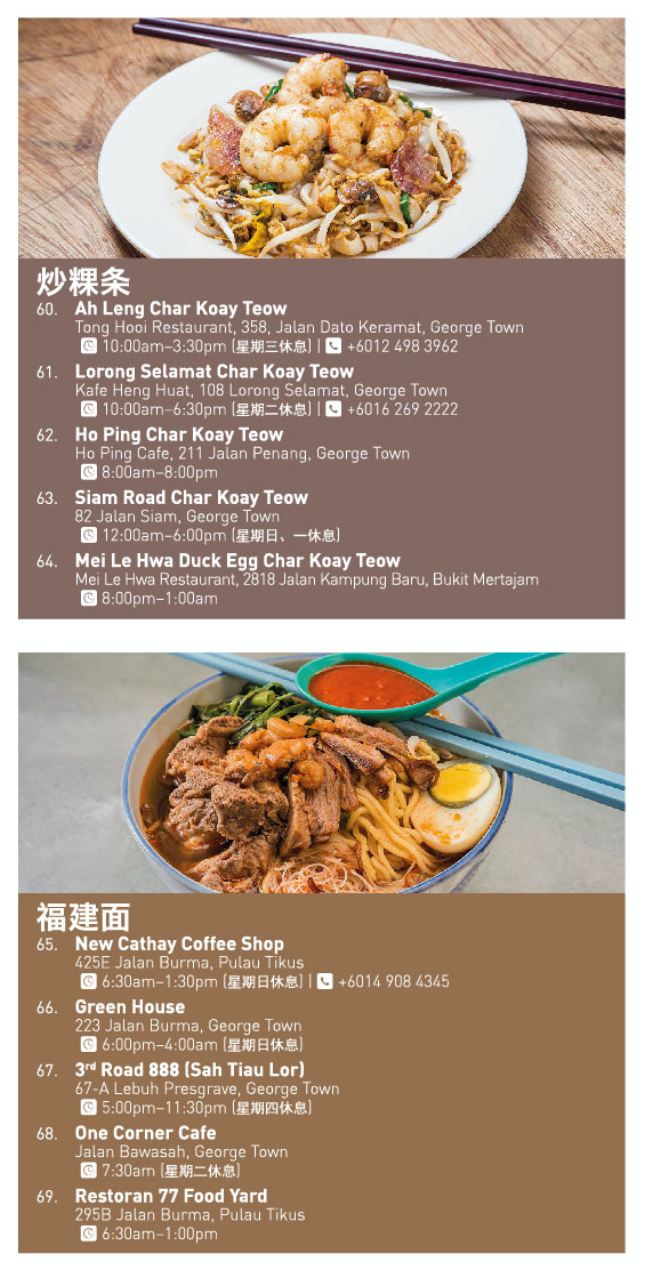 炒粿条
60. Ah Leng Char Koay Teow
Tong Hooi Restaurant, 358, Jalan Dato Keramat, George Town
10:00am–3:30pm (星期三休息) | +6012 498 3962
61. Lorong Selamat Char Koay Teow
Kafe Heng Huat, 108 Lorong Selamat, George Town
10:00am–6:30pm (星期二休息) | +6016 269 2222
62. Ho Ping Char Koay Teow
Ho Ping Cafe, 211 Jalan Penang, George Town
8:00am–8:00pm
63. Siam Road Char Koay Teow
82 Jalan Siam, George Town
12:00am–6:00pm (星期日、一休息)
64. Mei Le Hwa Duck Egg Char Koay Teow
Mei Le Hwa Restaurant, 2818 Jalan Kampung Baru, Bukit Mertajam
8:00pm–1:00am
福建面
65. New Cathay Coffee Shop
425E Jalan Burma, Pulau Tikus
6:30am–1:30pm (星期日休息) | +6014 908 4345
66. Green House
223 Jalan Burma, George Town
6:00pm–4:00am (星期日休息)
67. 3rd Road 888 (Sah Tiau Lor)
67-A Lebuh Presgrave, George Town
5:00pm–11:30pm (星期四休息)
68. One Corner Cafe
Jalan Bawasah, George Town
7:30am (星期二休息)
69. Restoran 77 Food Yard
295B Jalan Burma, Pulau Tikus
6:30am–1:00pm